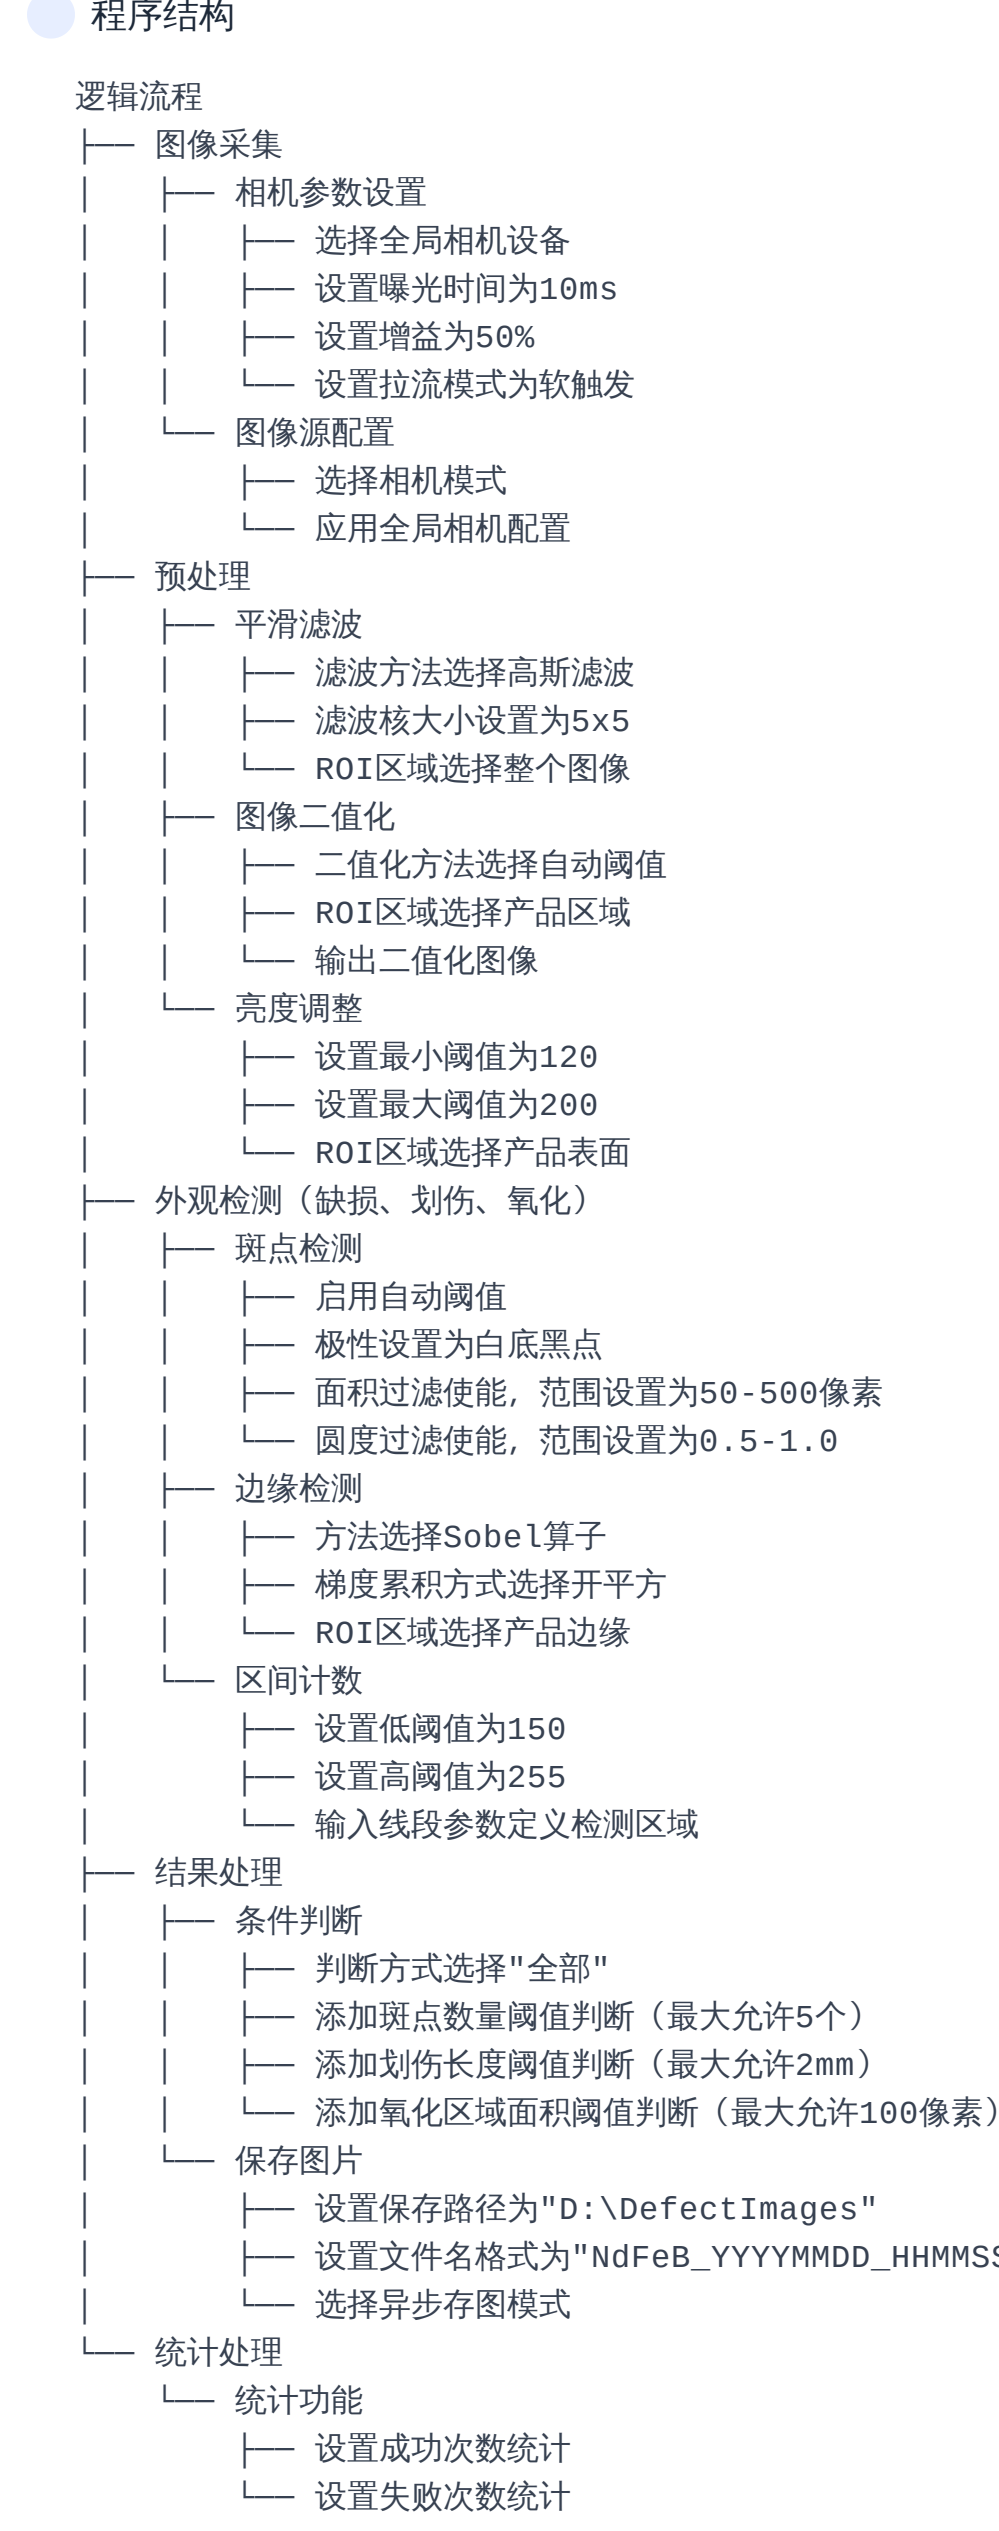 程序结构
逻辑流程
├── 图像采集
│   ├── 相机参数设置
│   │   ├── 选择全局相机设备
│   │   ├── 设置曝光时间为10ms
│   │   ├── 设置增益为50%
│   │   └── 设置拉流模式为软触发
│   └── 图像源配置
│       ├── 选择相机模式
│       └── 应用全局相机配置
├── 预处理
│   ├── 平滑滤波
│   │   ├── 滤波方法选择高斯滤波
│   │   ├── 滤波核大小设置为5x5
│   │   └── ROI区域选择整个图像
│   ├── 图像二值化
│   │   ├── 二值化方法选择自动阈值
│   │   ├── ROI区域选择产品区域
│   │   └── 输出二值化图像
│   └── 亮度调整
│       ├── 设置最小阈值为120
│       ├── 设置最大阈值为200
│       └── ROI区域选择产品表面
├── 外观检测（缺损、划伤、氧化）
│   ├── 斑点检测
│   │   ├── 启用自动阈值
│   │   ├── 极性设置为白底黑点
│   │   ├── 面积过滤使能，范围设置为50-500像素
│   │   └── 圆度过滤使能，范围设置为0.5-1.0
│   ├── 边缘检测
│   │   ├── 方法选择Sobel算子
│   │   ├── 梯度累积方式选择开平方
│   │   └── ROI区域选择产品边缘
│   └── 区间计数
│       ├── 设置低阈值为150
│       ├── 设置高阈值为255
│       └── 输入线段参数定义检测区域
├── 结果处理
│   ├── 条件判断
│   │   ├── 判断方式选择"全部"
│   │   ├── 添加斑点数量阈值判断（最大允许5个）
│   │   ├── 添加划伤长度阈值判断（最大允许2mm）
│   │   └── 添加氧化区域面积阈值判断（最大允许100像素）
│   └── 保存图片
│       ├── 设置保存路径为"D:\DefectImages"
│       ├── 设置文件名格式为"NdFeB_YYYYMMDD_HHMMSS
│       └── 选择异步存图模式
└── 统计处理
    └── 统计功能
        ├── 设置成功次数统计
        └── 设置失败次数统计